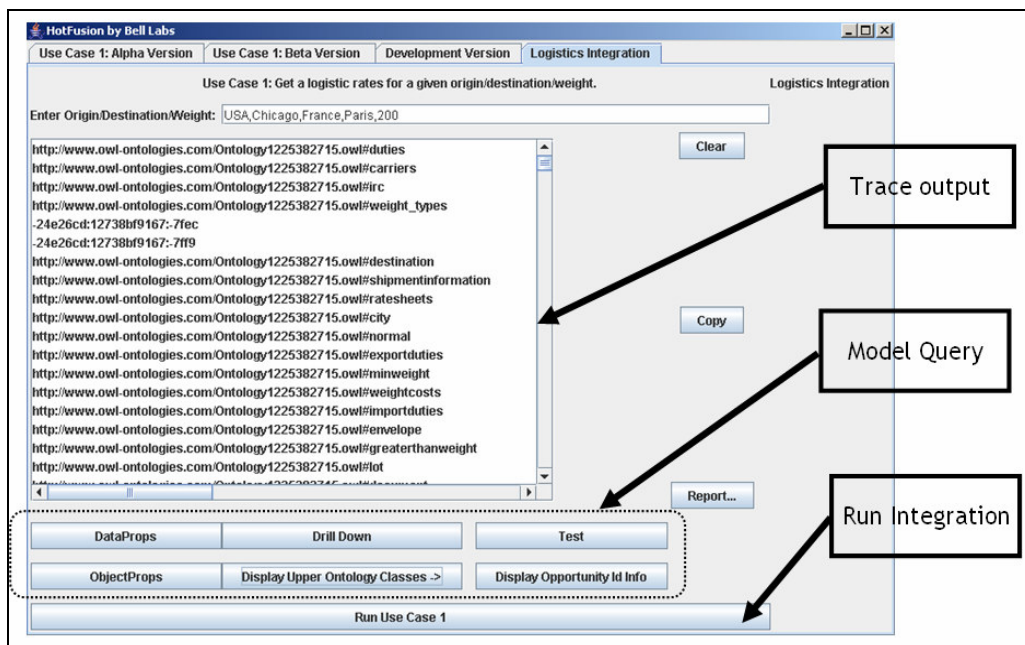 HotFusion by Bell Labs
Use Case 1: Alpha Version
Use Case 1: Beta Version
Development Version
Logistics Integration
Use Case 1: Get a logistic rates for a given origin/destination/weight.
Logistics Integration
Enter Origin/Destination/Weight:
USA,Chicago,France,Paris,200
http://www.owl-ontologies.com/Ontology1225382715.owl#duties
http://www.owl-ontologies.com/Ontology1225382715.owl#carriers
http://www.owl-ontologies.com/Ontology1225382715.owl#irc
http://www.owl-ontologies.com/Ontology1225382715.owl#weight_types
-24e26cd:12738bf9167:-7fec
-24e26cd:12738bf9167:-7ff9
http://www.owl-ontologies.com/Ontology1225382715.owl#destination
http://www.owl-ontologies.com/Ontology1225382715.owl#shipmentinformation
http://www.owl-ontologies.com/Ontology1225382715.owl#ratesheets
http://www.owl-ontologies.com/Ontology1225382715.owl#city
http://www.owl-ontologies.com/Ontology1225382715.owl#normal
http://www.owl-ontologies.com/Ontology1225382715.owl#exportduties
http://www.owl-ontologies.com/Ontology1225382715.owl#minweight
http://www.owl-ontologies.com/Ontology1225382715.owl#weightcosts
http://www.owl-ontologies.com/Ontology1225382715.owl#importduties
http://www.owl-ontologies.com/Ontology1225382715.owl#envelope
http://www.owl-ontologies.com/Ontology1225382715.owl#greaterthanweight
http://www.owl-ontologies.com/Ontology1225382715.owl#lot
Clear
Copy
Report...
Trace output
Model Query
Run Integration
DataProps
Drill Down
Test
ObjectProps
Display Upper Ontology Classes ->
Display Opportunity Id Info
Run Use Case 1